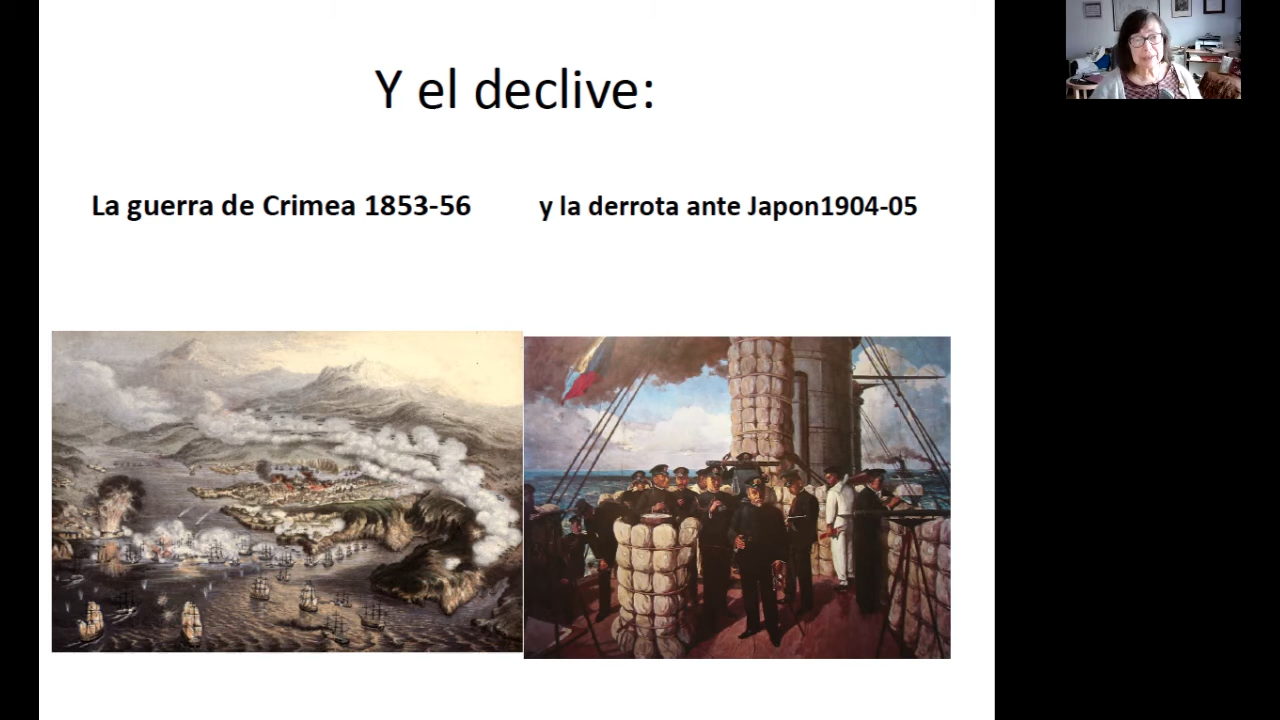 Y el declive:
La guerra de Crimea 1853-56
y la derrota ante Japon1904-05